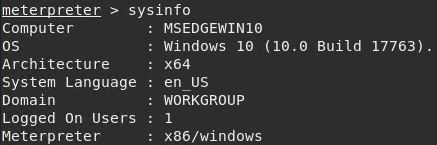 meterpreter > sysinfo
Computer        : MSEDGEWIN10
OS              : Windows 10 (10.0 Build 17763).
Architecture    : x64
System Language : en_US
Domain          : WORKGROUP
Logged On Users : 1
Meterpreter     : x86/windows